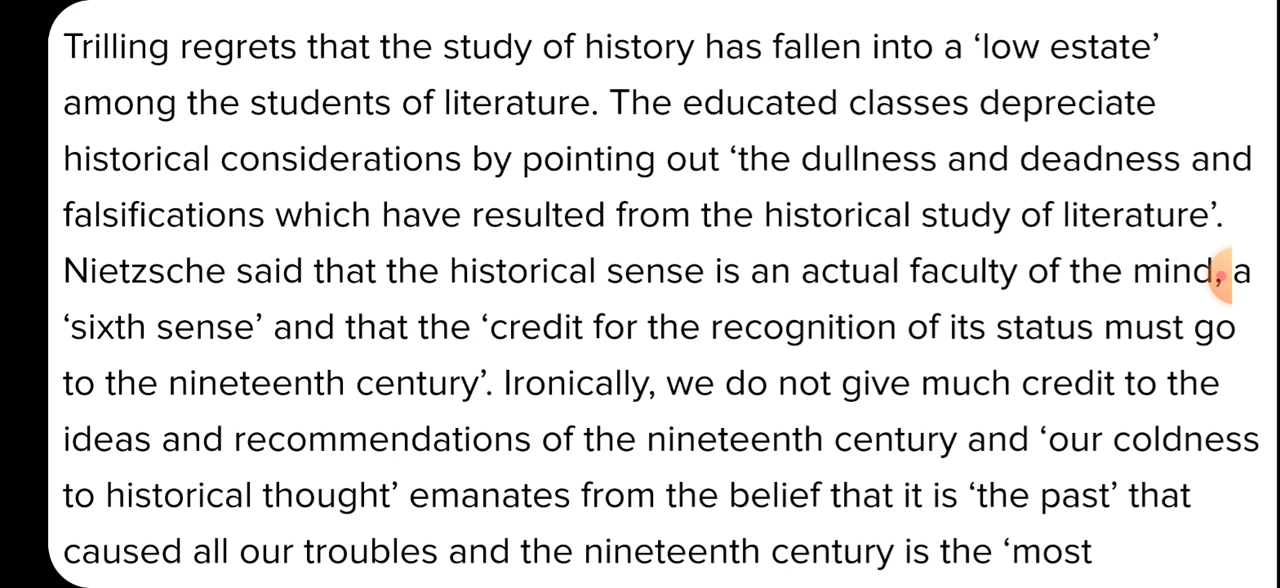 Trilling regrets that the study of history has fallen into a ‘low estate’
among the students of literature. The educated classes depreciate
historical considerations by pointing out ‘the dullness and deadness and
falsifications which have resulted from the historical study of literature’.
Nietzsche said that the historical sense is an actual faculty of the mind, a
‘sixth sense’ and that the ‘credit for the recognition of its status must go
to the nineteenth century’. Ironically, we do not give much credit to the
ideas and recommendations of the nineteenth century and ‘our coldness
to historical thought’ emanates from the belief that it is ‘the past’ that
caused all our troubles and the nineteenth century is the ‘most